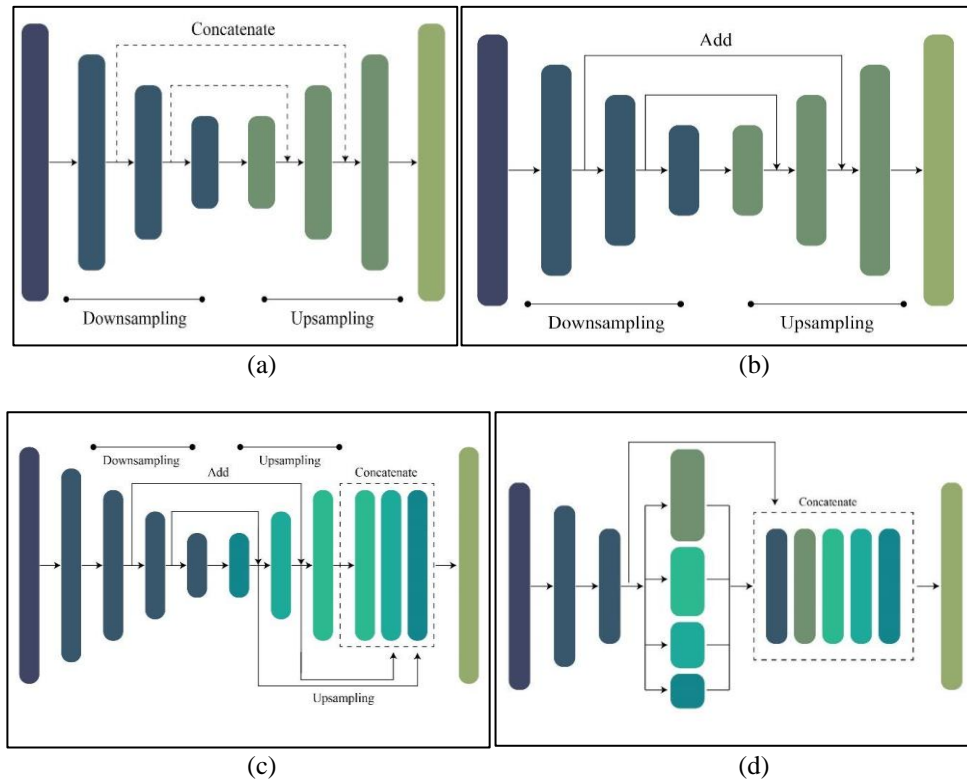 Concatenate
Downsampling
Upsampling
(a)
Add
Downsampling
Upsampling
(b)
Downsampling
Upsampling
Add
Concatenate
Upsampling
(c)
Concatenate
(d)